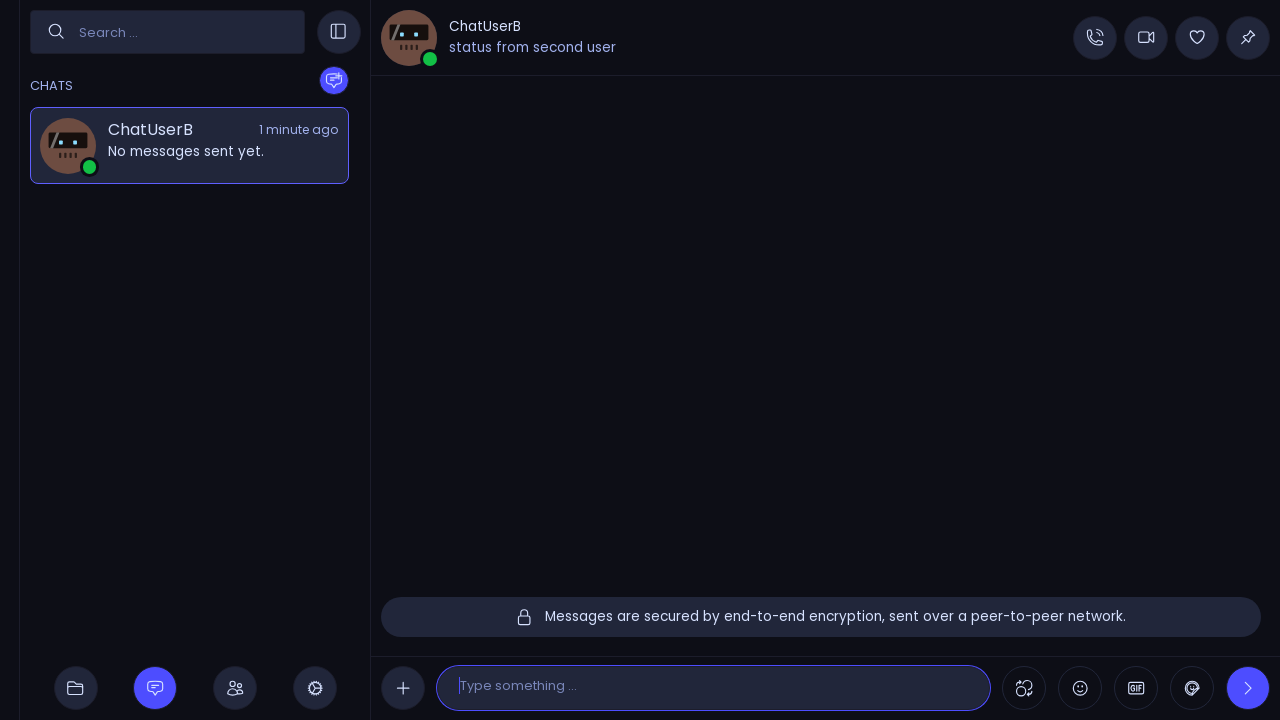 Search ...
CHATS
ChatUserB
1 minute ago
No messages sent yet.
ChatUserB
status from second user
Messages are secured by end-to-end encryption, sent over a peer-to-peer network.
Type something ...
GIF